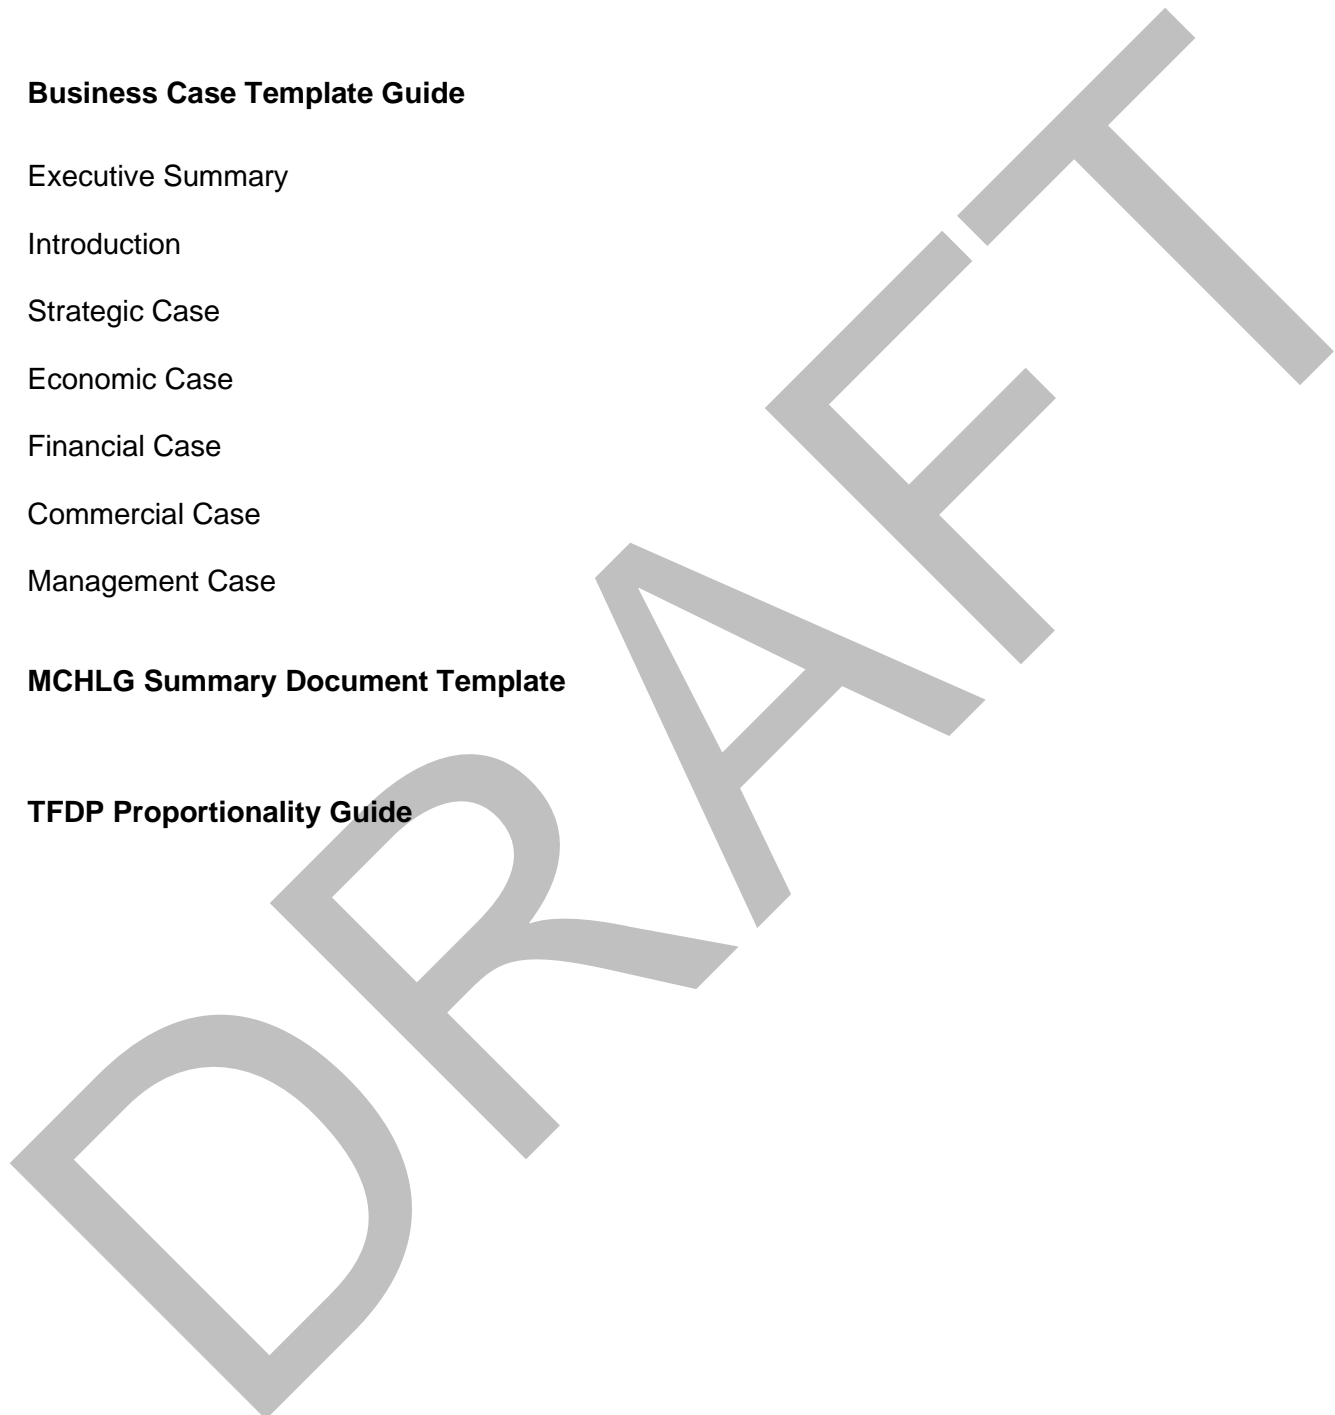 Business Case Template Guide
Executive Summary
Introduction
Strategic Case
Economic Case
Financial Case
Commercial Case
Management Case
MCHLG Summary Document Template
TFDP Proportionality Guide
DRAFT